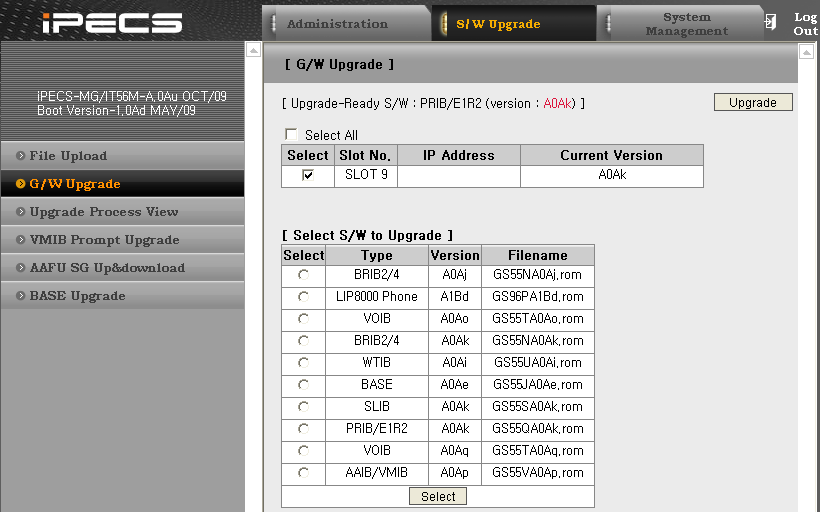 iPECS
Administration
S/W Upgrade
System
Management
Log
Out
iPECS-MG/IT56M-A.0Au OCT/09
Boot Version-1.0Ad MAY/09
File Upload
G/W Upgrade
Upgrade Process View
VMIB Prompt Upgrade
AAFU SG Up&download
BASE Upgrade
[ G/W Upgrade ]
[ Upgrade-Ready S/W : PRIB/E1R2 (version : A0Ak) ]
Upgrade
Select All
Select Slot No. IP Address Current Version
SLOT 9 A0Ak
[ Select S/W to Upgrade ]
Select Type Version Filename
BRIB2/4 A0Aj GS55NA0Aj.rom
LIP8000 Phone A1Bd GS96PA1Bd.rom
VOIB A0Ao GS55TA0Ao.rom
BRIB2/4 A0Ak GS55NA0Ak.rom
WTIB A0Ai GS55UA0Ai.rom
BASE A0Ae GS55JA0Ae.rom
SLIB A0Ak GS55SA0Ak.rom
PRIB/E1R2 A0Ak GS55QA0Ak.rom
VOIB A0Aq GS55TA0Aq.rom
AAIB/VMIB A0Ap GS55VA0Ap.rom
Select